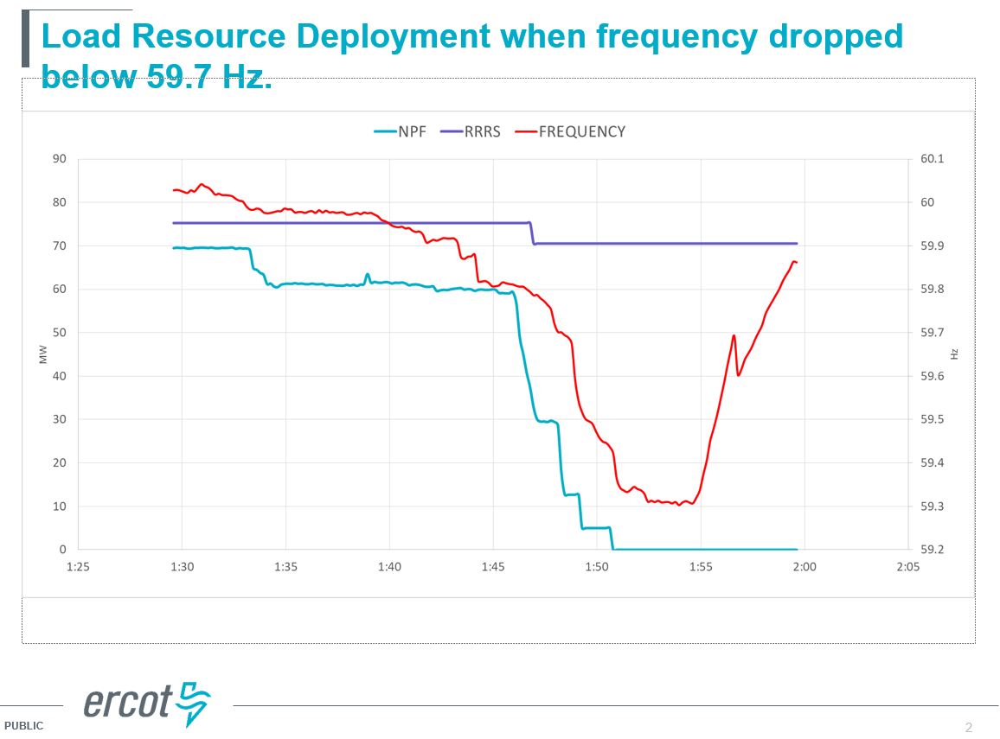 Load Resource Deployment when frequency dropped
below 59.7 Hz.
NPF RRRS FREQUENCY
90 60.1
80 60
70 59.9
60 59.8
50 59.7
MW Hz
40 59.6
30 59.5
20 59.4
10 59.3
0 59.2
1:25 1:30 1:35 1:40 1:45 1:50 1:55 2:00 2:05
ercot
PUBLIC 2